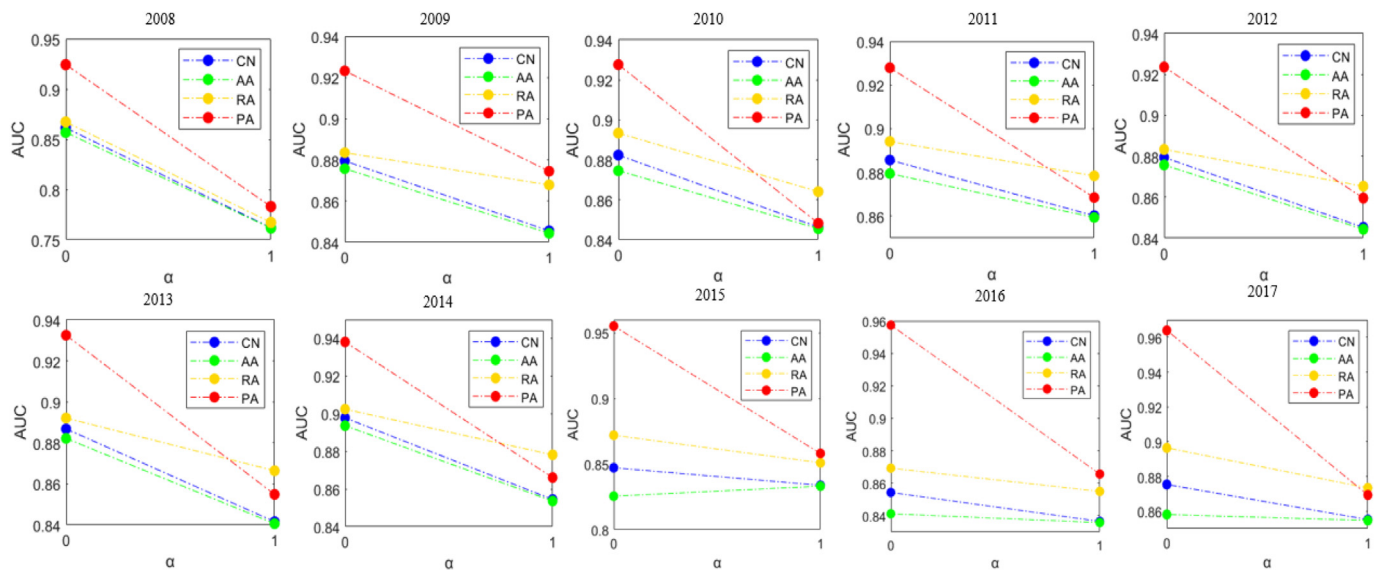 2008
0.95
0.9
0.85
0.8
0.75
AUC
0 1
α
CN
AA
RA
PA
2009
0.94
0.92
0.9
0.88
0.86
0.84
AUC
0 1
α
CN
AA
RA
PA
2010
0.94
0.92
0.9
0.88
0.86
0.84
AUC
0 1
α
CN
AA
RA
PA
2011
0.94
0.92
0.9
0.88
0.86
AUC
0 1
α
CN
AA
RA
PA
2012
0.94
0.92
0.9
0.88
0.86
0.84
AUC
0 1
α
CN
AA
RA
PA
2013
0.94
0.92
0.9
0.88
0.86
0.84
AUC
0 1
α
CN
AA
RA
PA
2014
0.94
0.92
0.9
0.88
0.86
0.84
AUC
0 1
α
CN
AA
RA
PA
2015
0.95
0.9
0.85
0.8
AUC
0 1
α
CN
AA
RA
PA
2016
0.96
0.94
0.92
0.9
0.88
0.86
0.84
AUC
0 1
α
CN
AA
RA
PA
2017
0.96
0.94
0.92
0.9
0.88
0.86
AUC
0 1
α
CN
AA
RA
PA